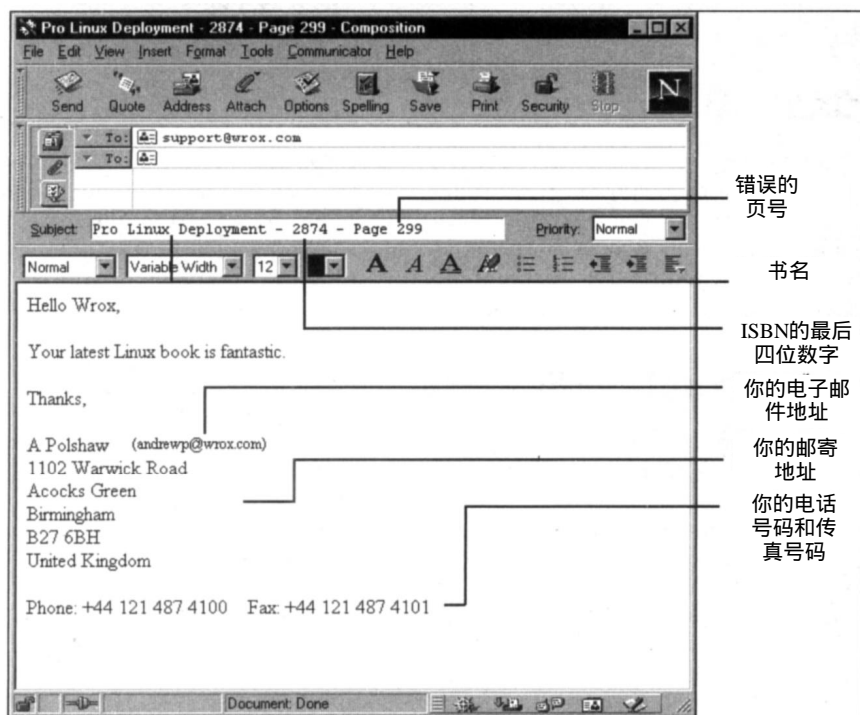 Pro Linux Deployment - 2874 - Page 299 - Composition
File Edit View Insert Format Tools Communicator Help
Send Quote Address Attach Options Spelling Save Print Security Stop
N
To: support@wrox.com
To:
错误的
页号
Subject: Pro Linux Deployment - 2874 - Page 299 Priority: Normal
Normal Variable Width 12 A A A
书名
Hello Wrox,
ISBN的最后
四位数字
Your latest Linux book is fantastic.
你的电子邮
件地址
Thanks,
A Polshaw (andrewp@wrox.com)
你的邮寄
地址
1102 Warwick Road
Acocks Green
Birmingham
B27 6BH
United Kingdom
你的电话
号码和传
真号码
Phone: +44 121 487 4100 Fax: +44 121 487 4101
Document: Done